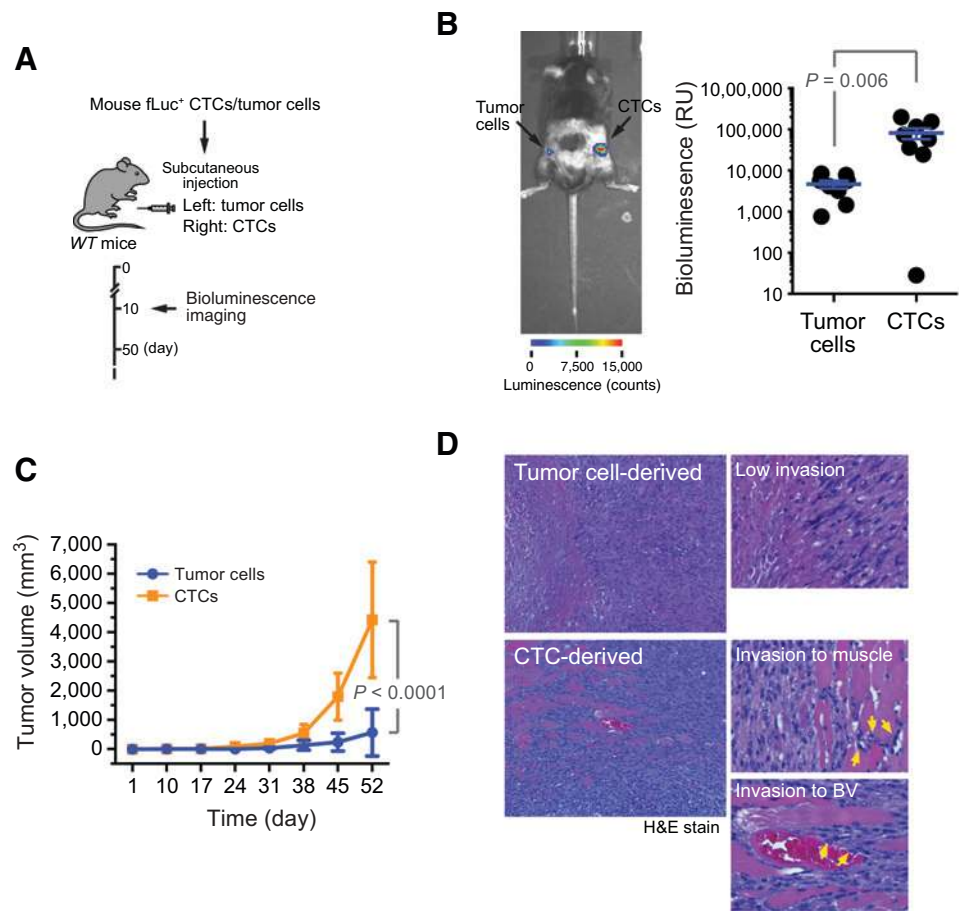 A
Mouse fLuc⁺ CTCs/tumor cells
Subcutaneous
injection
Left: tumor cells
Right: CTCs
WT mice
0
10
Bioluminescence
imaging
50 (day)
B
Tumor
cells
CTCs
0
7,500
15,000
Luminescence (counts)
P = 0.006
Bioluminesence (RU)
10,00,000
100,000
10,000
1,000
100
10
Tumor
cells
CTCs
C
Tumor volume (mm³)
7,000
6,000
5,000
4,000
3,000
2,000
1,000
0
Tumor cells
CTCs
P < 0.0001
1 10 17 24 31 38 45 52
Time (day)
D
Tumor cell-derived
Low invasion
CTC-derived
Invasion to muscle
Invasion to BV
H&E stain